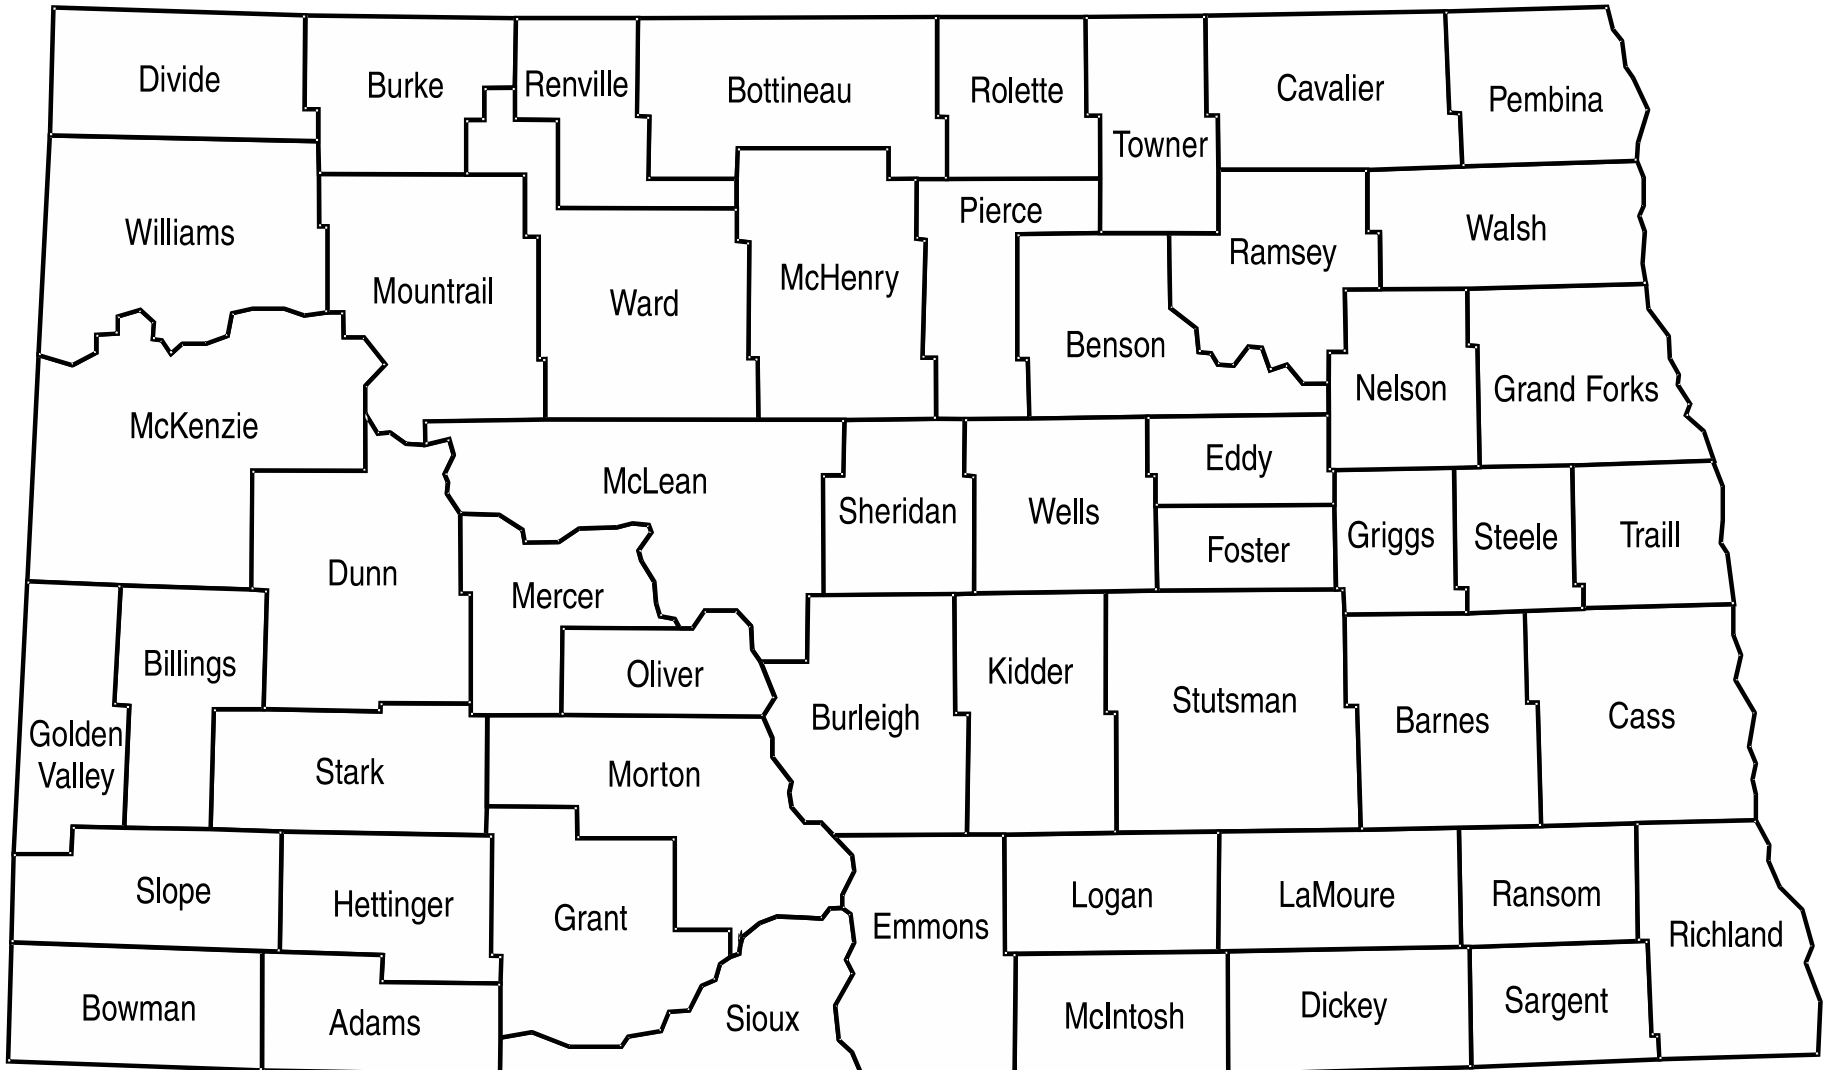 Divide
Burke
Renville
Bottineau
Rolette
Towner
Cavalier
Pembina
Williams
Mountrail
Ward
McHenry
Pierce
Benson
Ramsey
Walsh
McKenzie
Nelson
Grand Forks
McLean
Sheridan
Wells
Eddy
Foster
Griggs
Steele
Traill
Dunn
Mercer
Oliver
Billings
Golden
Valley
Stark
Morton
Burleigh
Kidder
Stutsman
Barnes
Cass
Slope
Hettinger
Grant
Emmons
Logan
LaMoure
Ransom
Richland
Bowman
Adams
Sioux
McIntosh
Dickey
Sargent